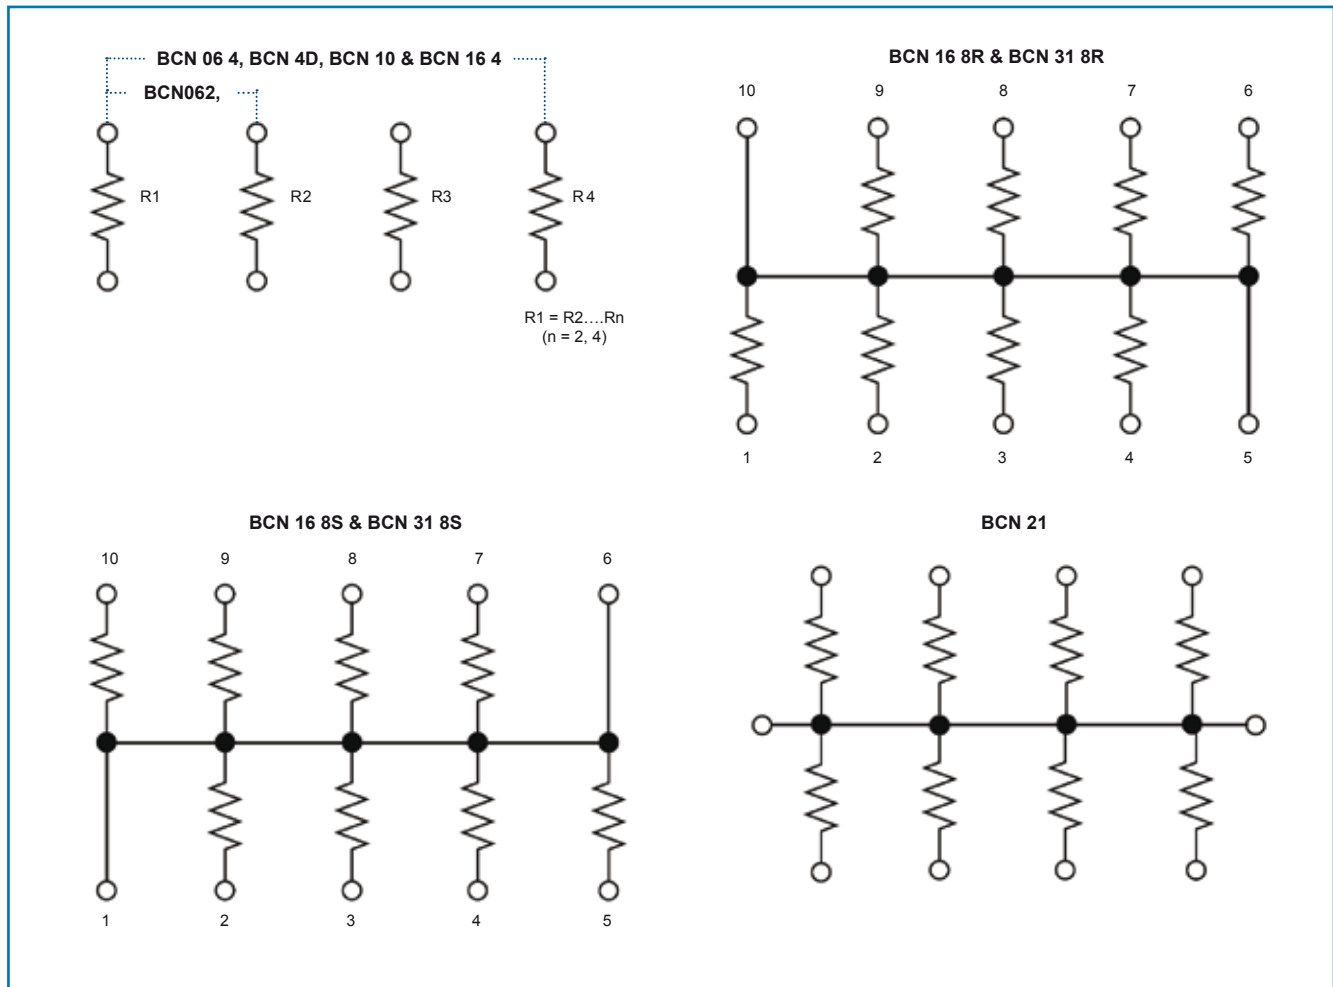 BCN 06 4, BCN 4D, BCN 10 & BCN 16 4
BCN062,
R1
R2
R3
R4
R1 = R2....Rn
(n = 2, 4)
BCN 16 8R & BCN 31 8R
10 9 8 7 6
1 2 3 4 5
BCN 16 8S & BCN 31 8S
10 9 8 7 6
1 2 3 4 5
BCN 21